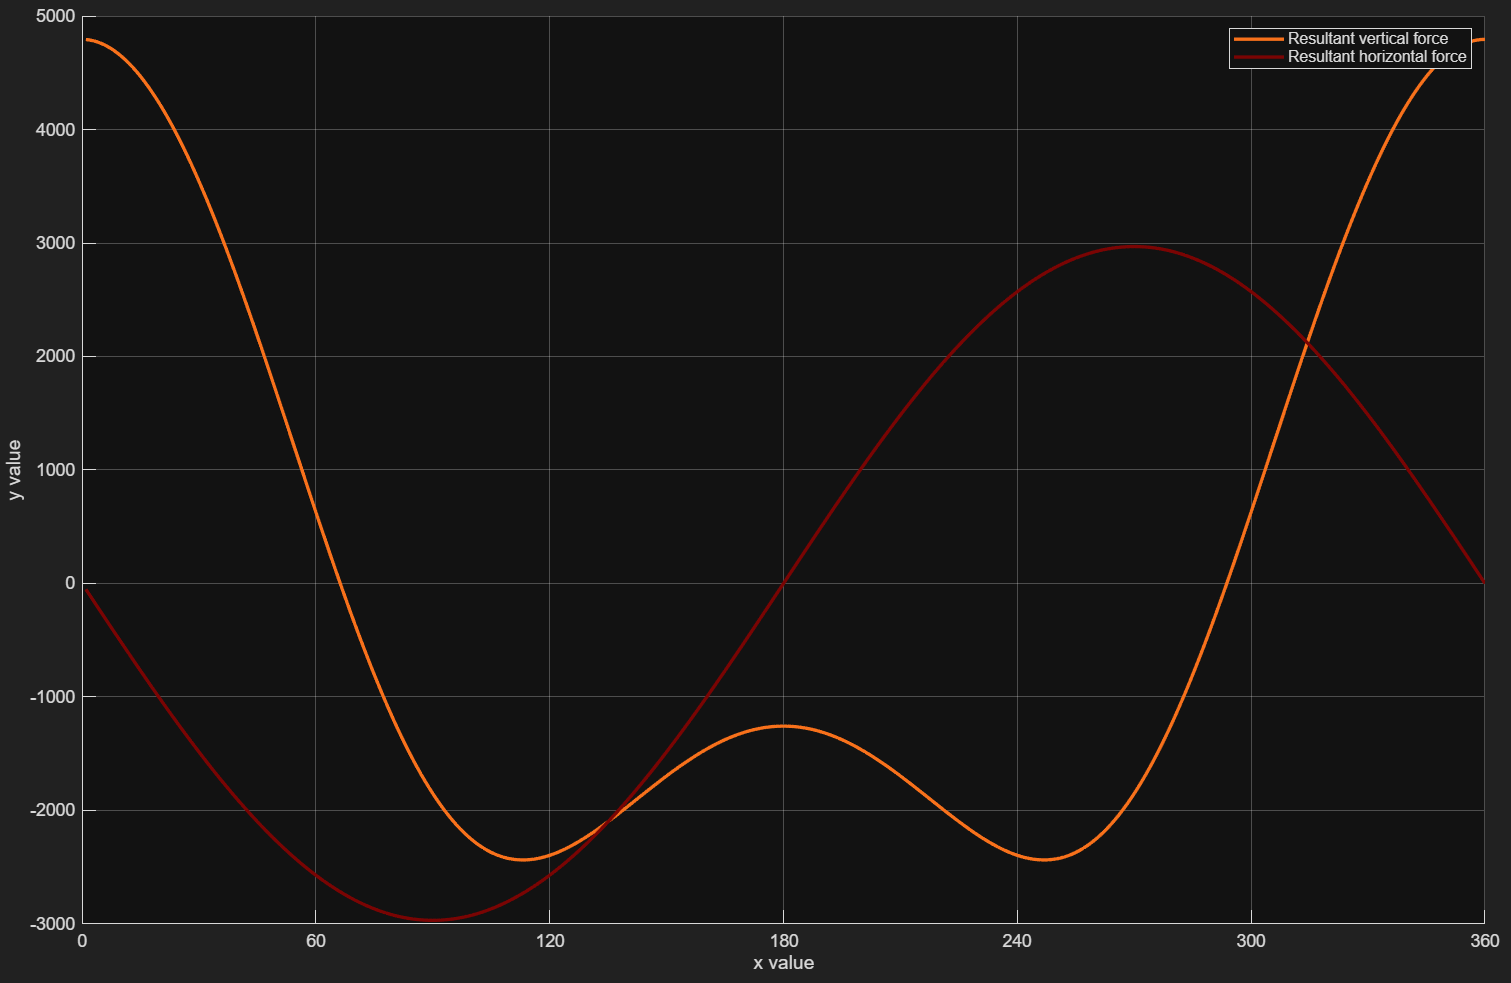 5000
4000
3000
2000
1000
0
-1000
-2000
-3000
y value
Resultant vertical force
Resultant horizontal force
0 60 120 180 240 300 360
x value